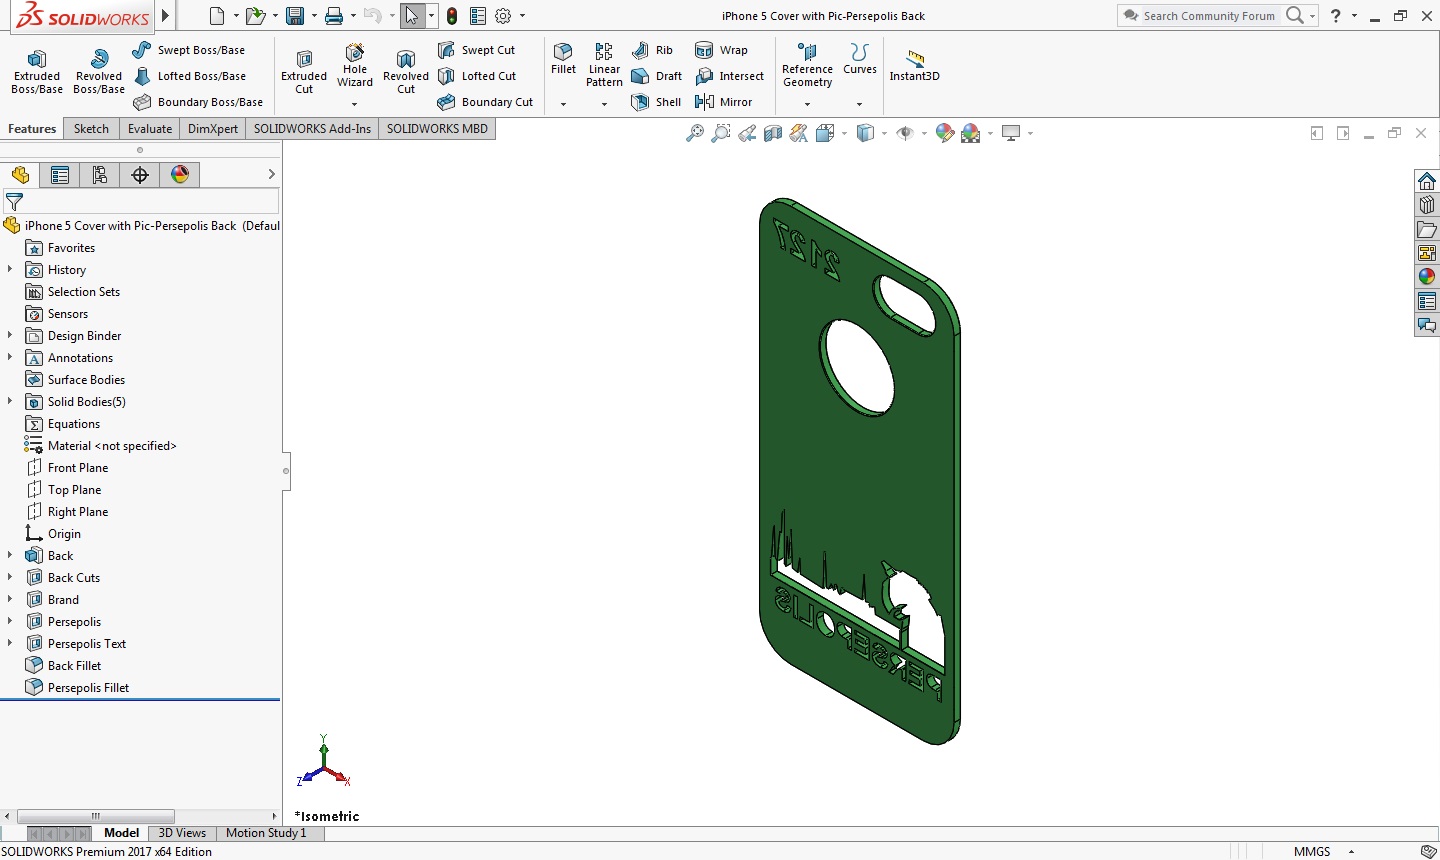 SOLIDWORKS
iPhone 5 Cover with Pic-Persepolis Back
Search Community Forum
?
Extruded Boss/Base
Revolved Boss/Base
Swept Boss/Base
Lofted Boss/Base
Boundary Boss/Base
Extruded Cut
Hole Wizard
Revolved Cut
Swept Cut
Lofted Cut
Boundary Cut
Fillet
Linear Pattern
Rib
Draft
Shell
Wrap
Intersect
Mirror
Reference Geometry
Curves
Instant3D
Features
Sketch
Evaluate
DimXpert
SOLIDWORKS Add-Ins
SOLIDWORKS MBD
iPhone 5 Cover with Pic-Persepolis Back (Defaul
Favorites
History
Selection Sets
Sensors
Design Binder
Annotations
Surface Bodies
Solid Bodies(5)
Equations
Material <not specified>
Front Plane
Top Plane
Right Plane
Origin
Back
Back Cuts
Brand
Persepolis
Persepolis Text
Back Fillet
Persepolis Fillet
2127
PERSEPOLIS
Y
Z
X
*Isometric
Model
3D Views
Motion Study 1
SOLIDWORKS Premium 2017 x64 Edition
MMGS